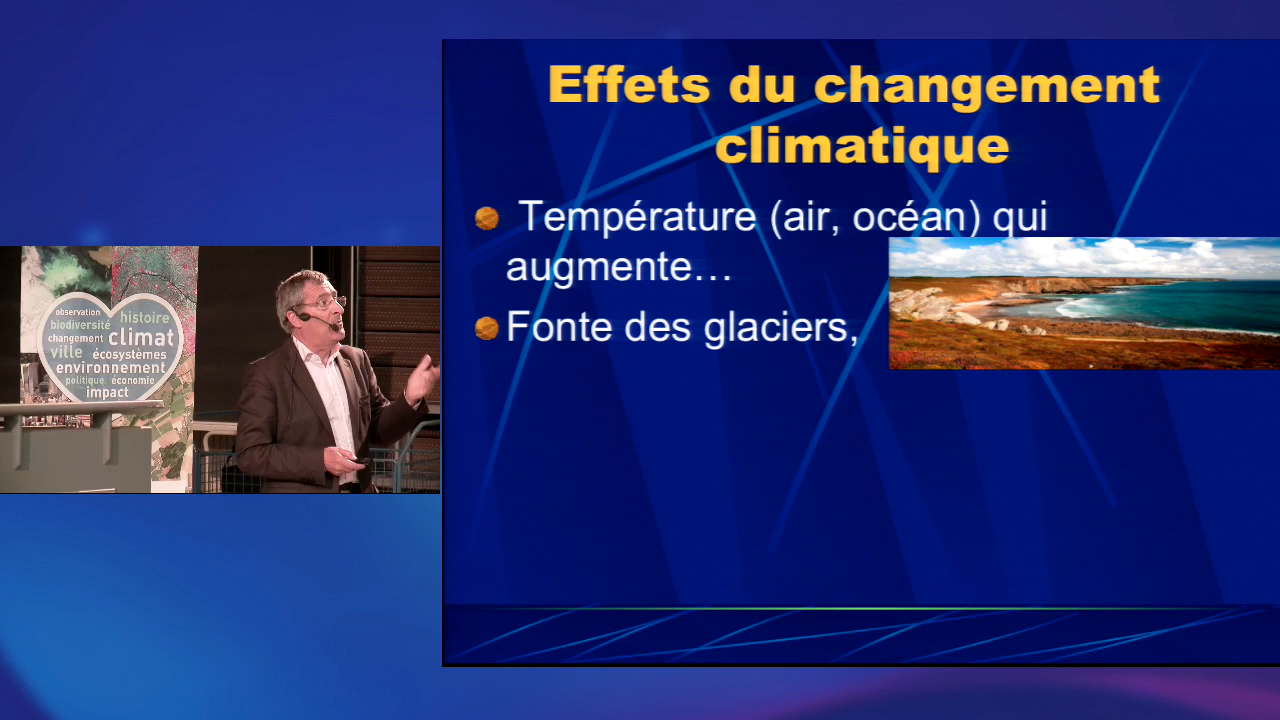 Effets du changement
climatique
Température (air, océan) qui
augmente…
Fonte des glaciers,
observation
histoire
biodiversité
changement climat
ville écosystèmes
environnement
politique économie
impact